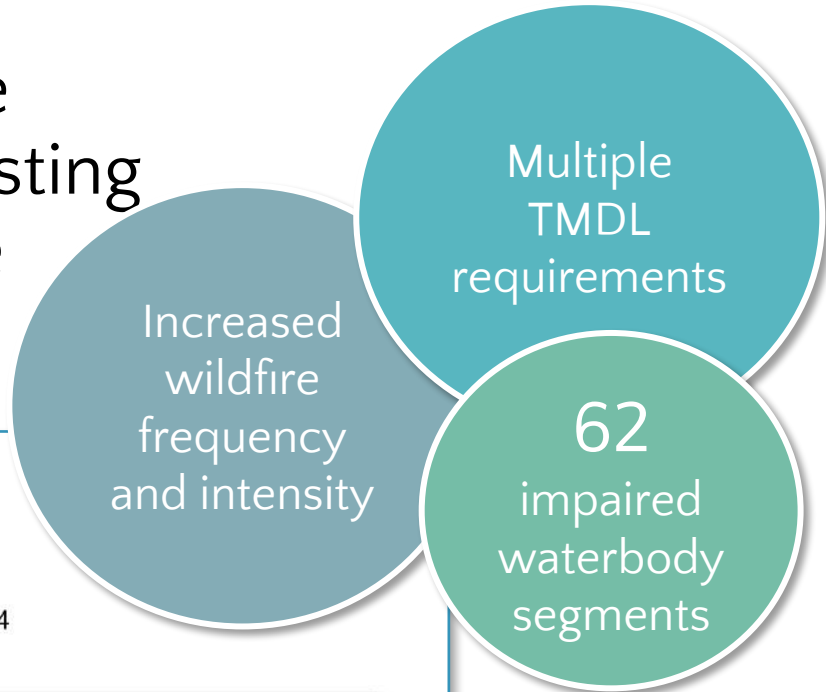 sting
Multiple
TMDL
requirements
Increased
wildfire
frequency
and intensity
62
impaired
waterbody
segments
4